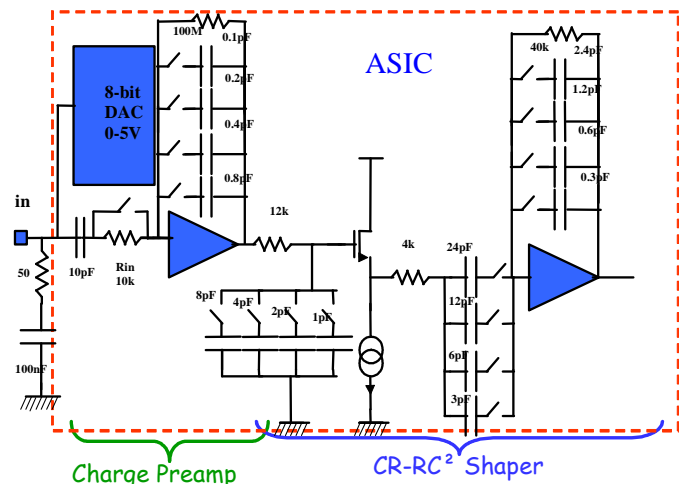 100M
0.1pF
40k
2.4pF
ASIC
0.2pF
1.2pF
8-bit
DAC
0-5V
0.4pF
0.6pF
0.8pF
0.3pF
in
12k
4k
24pF
50
10pF
Rin
10k
8pF
4pF
2pF
1pF
12pF
100nF
6pF
3pF
Charge Preamp
CR-RC² Shaper